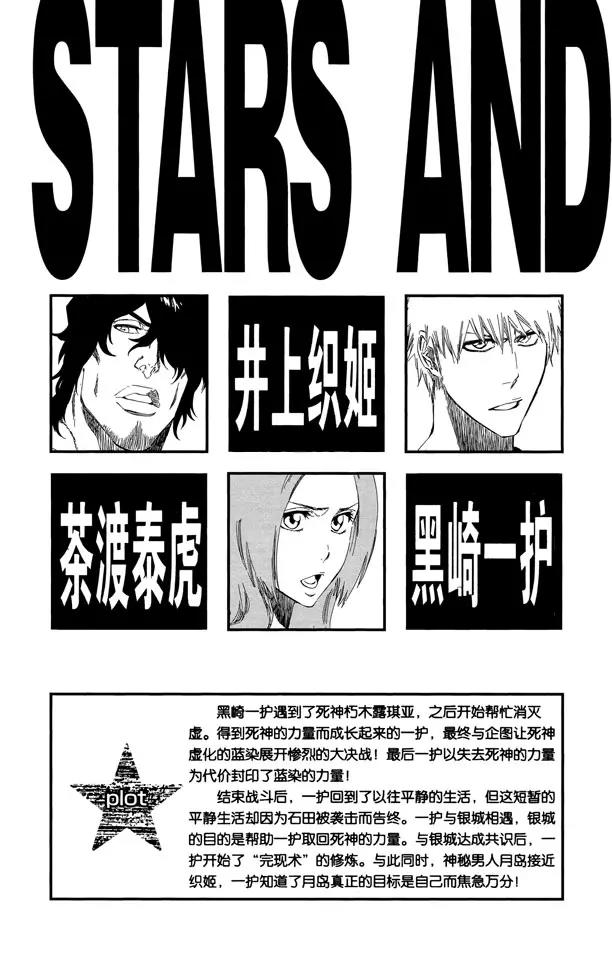 STARS AND
井上织姬
茶渡泰虎
黑崎一护
plot
黑崎一护遇到了死神朽木露琪亚，之后开始帮忙消灭
虚。得到死神的力量而成长起来的一护，最终与企图让死神
虚化的蓝染展开惨烈的大决战！最后一护以失去死神的力量
为代价封印了蓝染的力量！
结束战斗后，一护回到了以往平静的生活，但这短暂的
平静生活却因为石田被袭击而告终。一护与银城相遇，银城
的目的是帮助一护取回死神的力量。与银城达成共识后，一
护开始了“完现术”的修炼。与此同时，神秘男人月岛接近
织姬，一护知道了月岛真正的目标是自己而焦急万分！